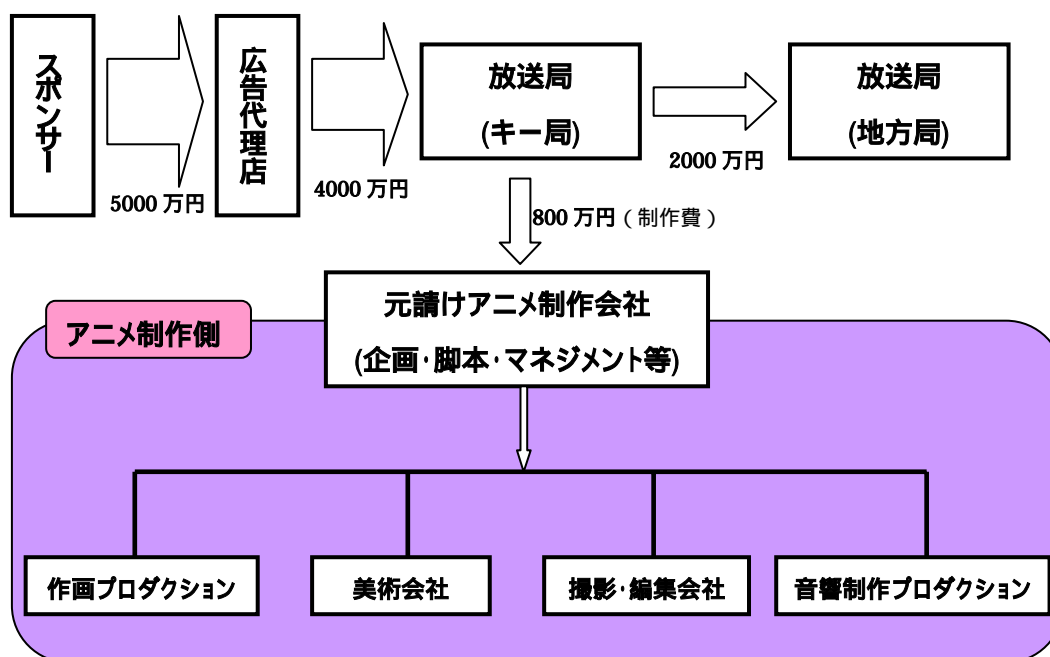 スポンサー
5000 万円
広告代理店
4000 万円
放送局
(キー局)
2000 万円
放送局
(地方局)
800 万円（制作費）
元請けアニメ制作会社
(企画・脚本・マネジメント等)
アニメ制作側
作画プロダクション
美術会社
撮影・編集会社
音響制作プロダクション